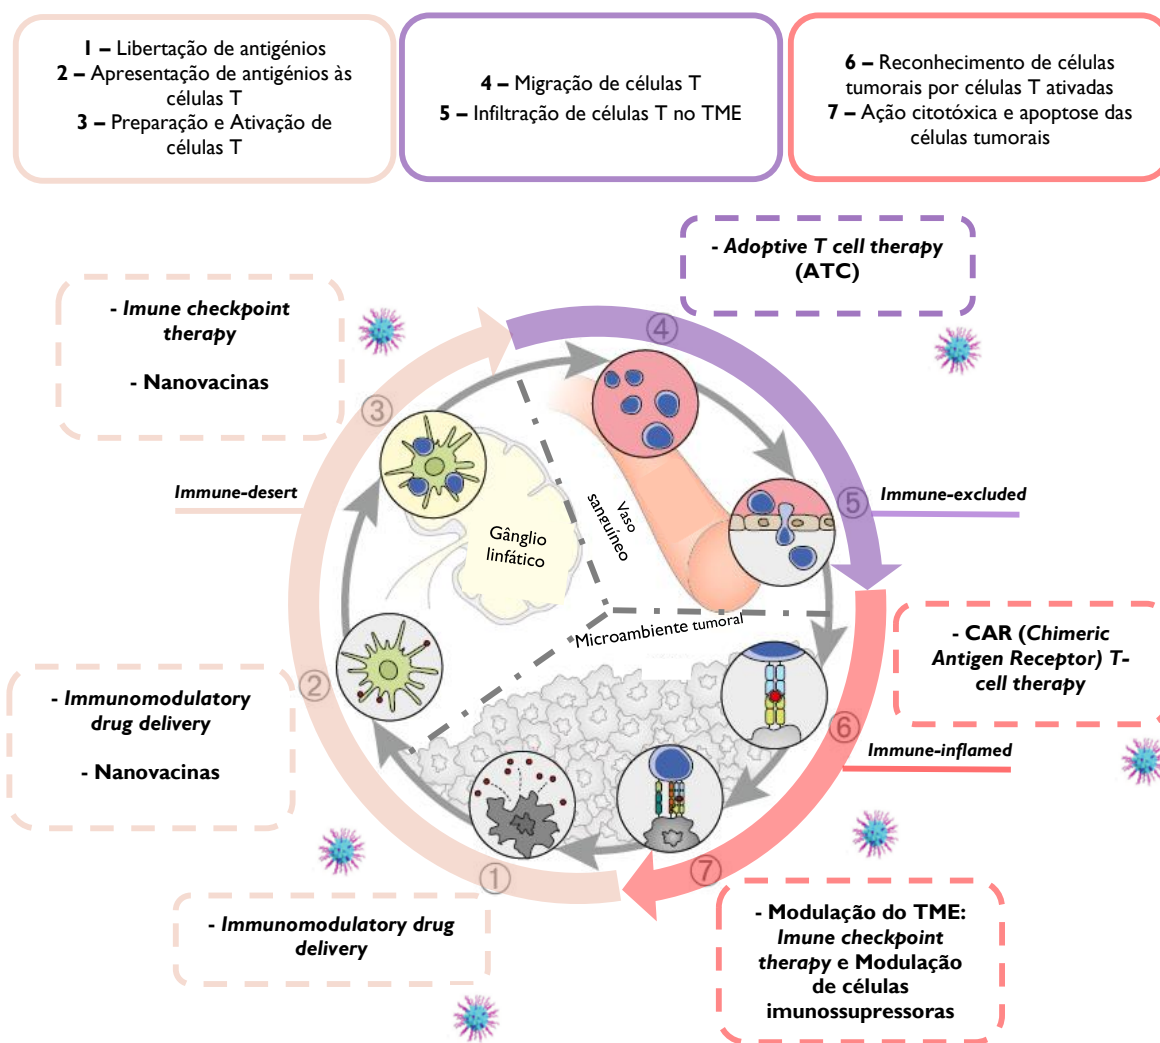 1 – Libertação de antigénios
2 – Apresentação de antigénios às
células T
3 – Preparação e Ativação de
células T
4 – Migração de células T
5 – Infiltração de células T no TME
6 – Reconhecimento de células
tumorais por células T ativadas
7 – Ação citotóxica e apoptose das
células tumorais
- Adoptive T cell therapy
(ATC)
- Imune checkpoint
therapy
- Nanovacinas
④
③
Immune-desert
Vaso
sanguíneo
⑤
Immune-excluded
Gânglio
linfático
Microambiente tumoral
- CAR (Chimeric
Antigen Receptor) T-
cell therapy
②
- Immunomodulatory
drug delivery
- Nanovacinas
⑥
Immune-inflamed
①
⑦
- Immunomodulatory drug
delivery
- Modulação do TME:
Imune checkpoint
therapy e Modulação
de células
imunossupressoras